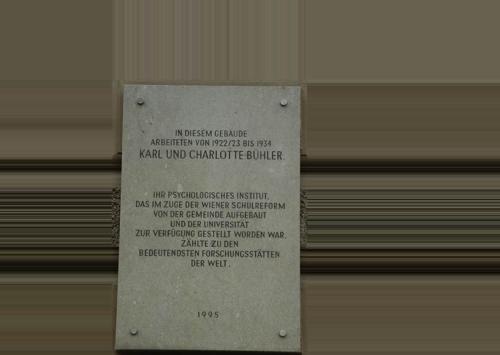 IN DIESEM GEBÄUDE
ARBEITETEN VON 1922/23 BIS 1934
KARL UND CHARLOTTE BÜHLER.
IHR PSYCHOLOGISCHES INSTITUT,
DAS IM ZUGE DER WIENER SCHULREFORM
VON DER GEMEINDE AUFGEBAUT
UND DER UNIVERSITÄT
ZUR VERFÜGUNG GESTELLT WORDEN WAR,
ZÄHLTE ZU DEN
BEDEUTENDSTEN FORSCHUNGSSTÄTTEN
DER WELT.
1995